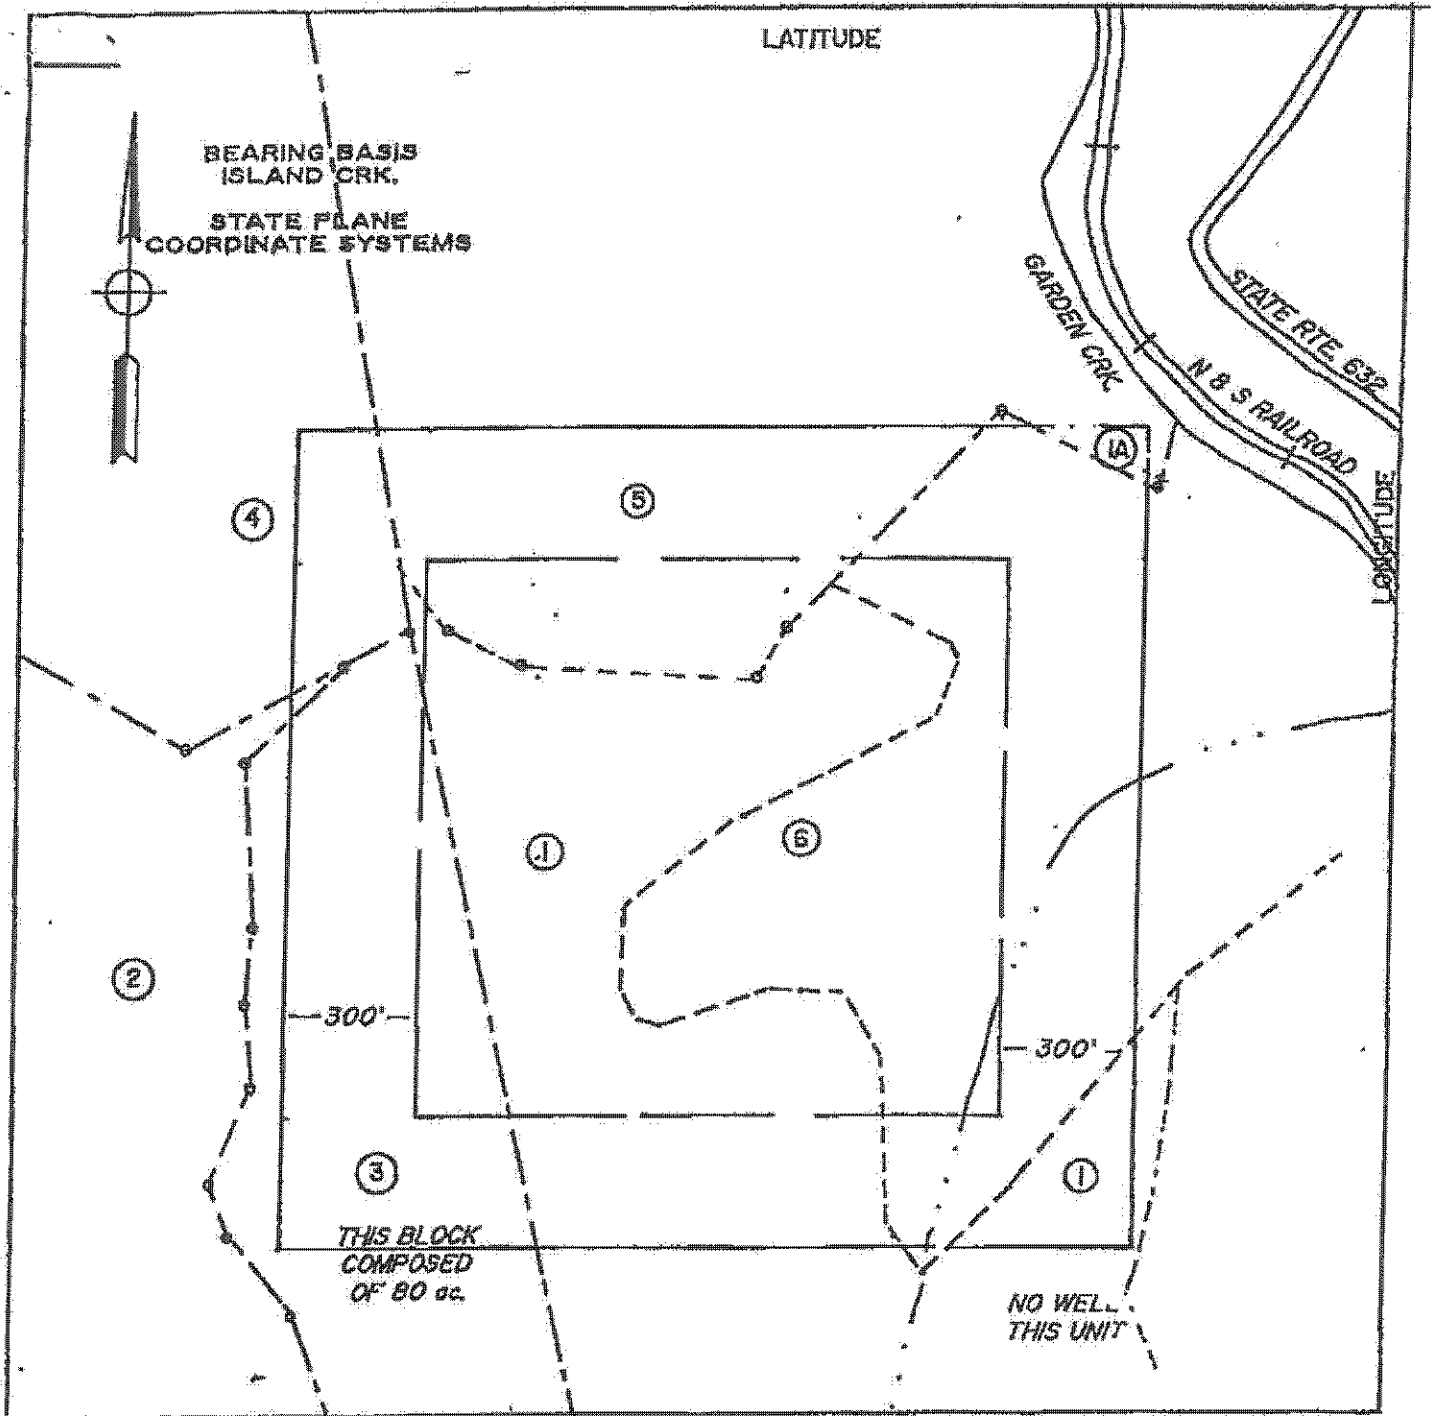 LATITUDE
BEARING BASIS
ISLAND CRK.
STATE PLANE
COORDINATE SYSTEMS
GARDEN CRK.
STATE RTE. 632
N & S RAILROAD
LONGITUDE
1A
5
4
1
6
2
300'
300'
3
1
THIS BLOCK
COMPOSED
OF 80 ac.
NO WELL
THIS UNIT